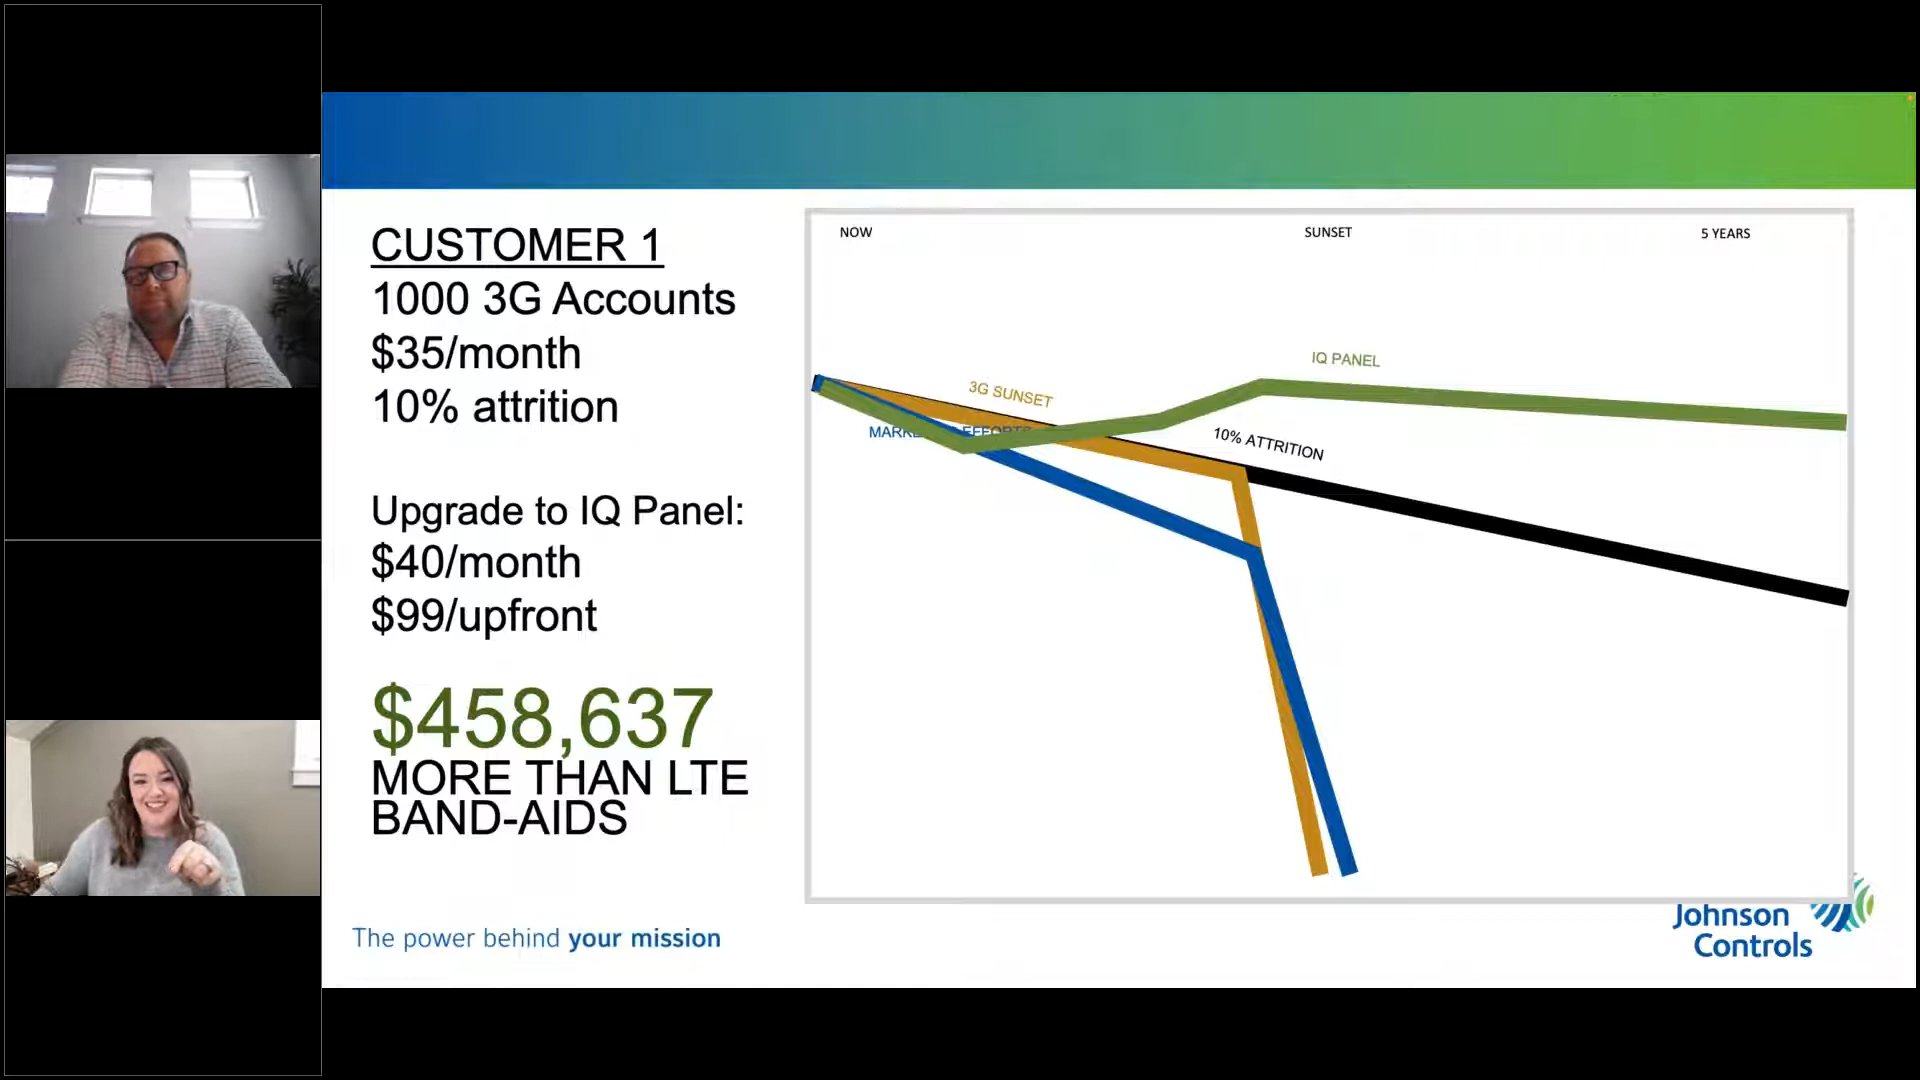 CUSTOMER 1
1000 3G Accounts
$35/month
10% attrition
Upgrade to IQ Panel:
$40/month
$99/upfront
$458,637
MORE THAN LTE
BAND-AIDS
NOW
SUNSET
5 YEARS
IQ PANEL
3G SUNSET
EFFORTS
10% ATTRITION
The power behind your mission
Johnson
Controls